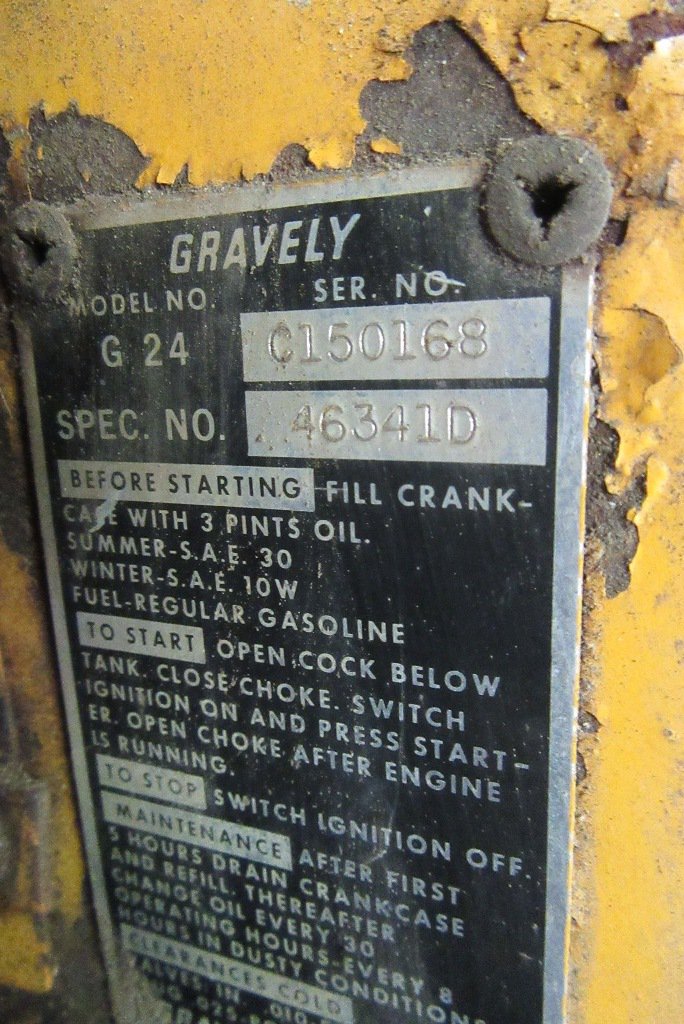 GRAVELY
MODEL NO. SER. NO.
G 24 C150168
SPEC. NO. 46341D
BEFORE STARTING-FILL CRANK-
CASE WITH 3 PINTS OIL.
SUMMER-S.A.E. 30
WINTER-S.A.E. 10W
FUEL-REGULAR GASOLINE
TO START OPEN COCK BELOW
TANK. CLOSE CHOKE. SWITCH
IGNITION ON AND PRESS START-
ER. OPEN CHOKE AFTER ENGINE
IS RUNNING.
TO STOP SWITCH IGNITION OFF.
MAINTENANCE AFTER FIRST
5 HOURS DRAIN CRANKCASE
AND REFILL. THEREAFTER
CHANGE OIL EVERY 30
OPERATING HOURS-EVERY 8
HOURS IN DUSTY CONDITIONS
CLEARANCES COLD
VALVES IN. .010